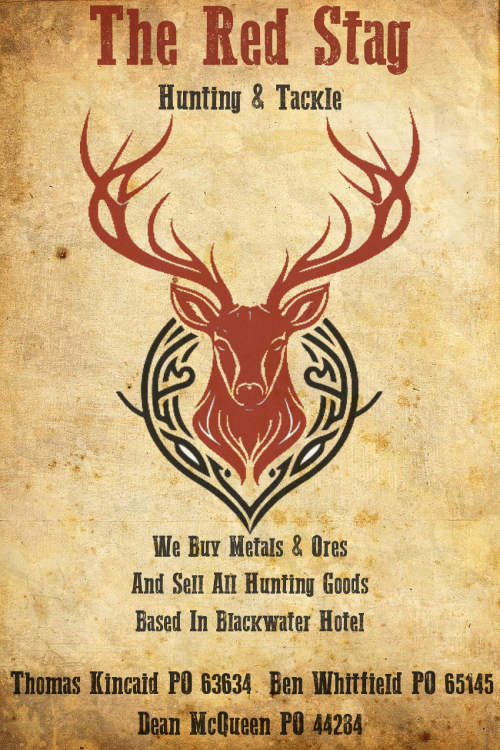 The Red Stag
Hunting & Tackle
We Buy Metals & Ores
And Sell All Hunting Goods
Based In Blackwater Hotel
Thomas Kincaid PO 63634 Ben Whitfield PO 65145
Dean McQueen PO 44284